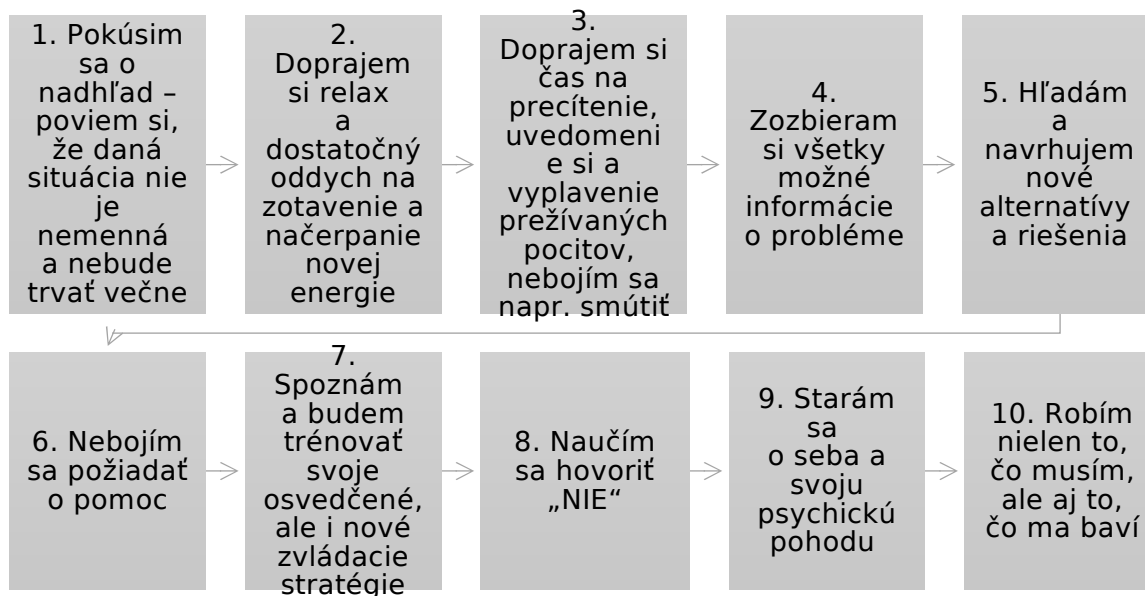 1. Pokúsim
sa o
nadhľad –
poviem si,
že daná
situácia nie
je
nemenná
a nebude
trvať večne
2.
Doprajem
si relax
a
dostatočný
oddych na
zotavenie a
načerpanie
novej
energie
3.
Doprajem si
čas na
precítenie,
uvedomeni
e si a
vyplavenie
prežívaných
pocitov,
nebojím sa
napr. smútiť
4.
Zozbieram
si všetky
možné
informácie
o probléme
5. Hľadám
a
navrhujem
nové
alternatívy
a riešenia
6. Nebojím
sa požiadať
o pomoc
7.
Spoznám
a budem
trénovať
svoje
osvedčené,
ale i nové
zvládacie
stratégie
8. Naučím
sa hovoriť
„NIE“
9. Starám
sa
o seba a
svoju
psychickú
pohodu
10. Robím
nielen to,
čo musím,
ale aj to,
čo ma baví